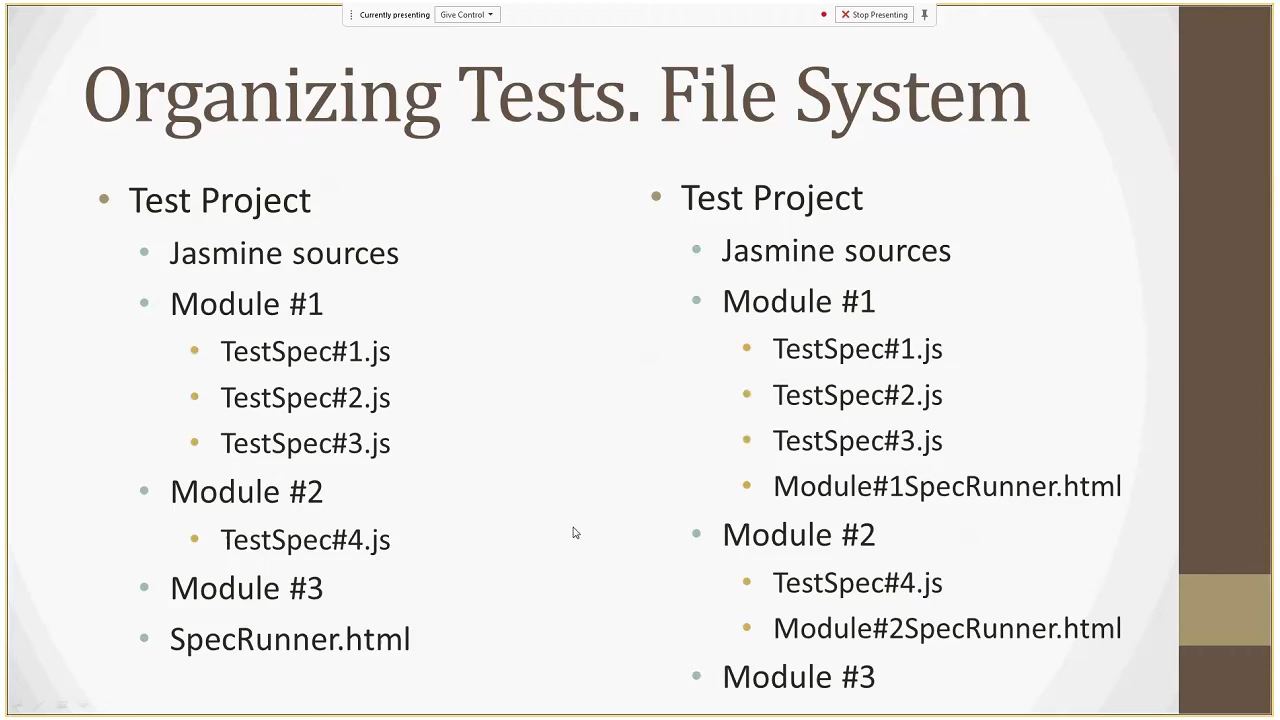 Currently presenting Give Control Stop Presenting
Organizing Tests. File System
Test Project
Jasmine sources
Module #1
TestSpec#1.js
TestSpec#2.js
TestSpec#3.js
Module #2
TestSpec#4.js
Module #3
SpecRunner.html
Test Project
Jasmine sources
Module #1
TestSpec#1.js
TestSpec#2.js
TestSpec#3.js
Module#1SpecRunner.html
Module #2
TestSpec#4.js
Module#2SpecRunner.html
Module #3